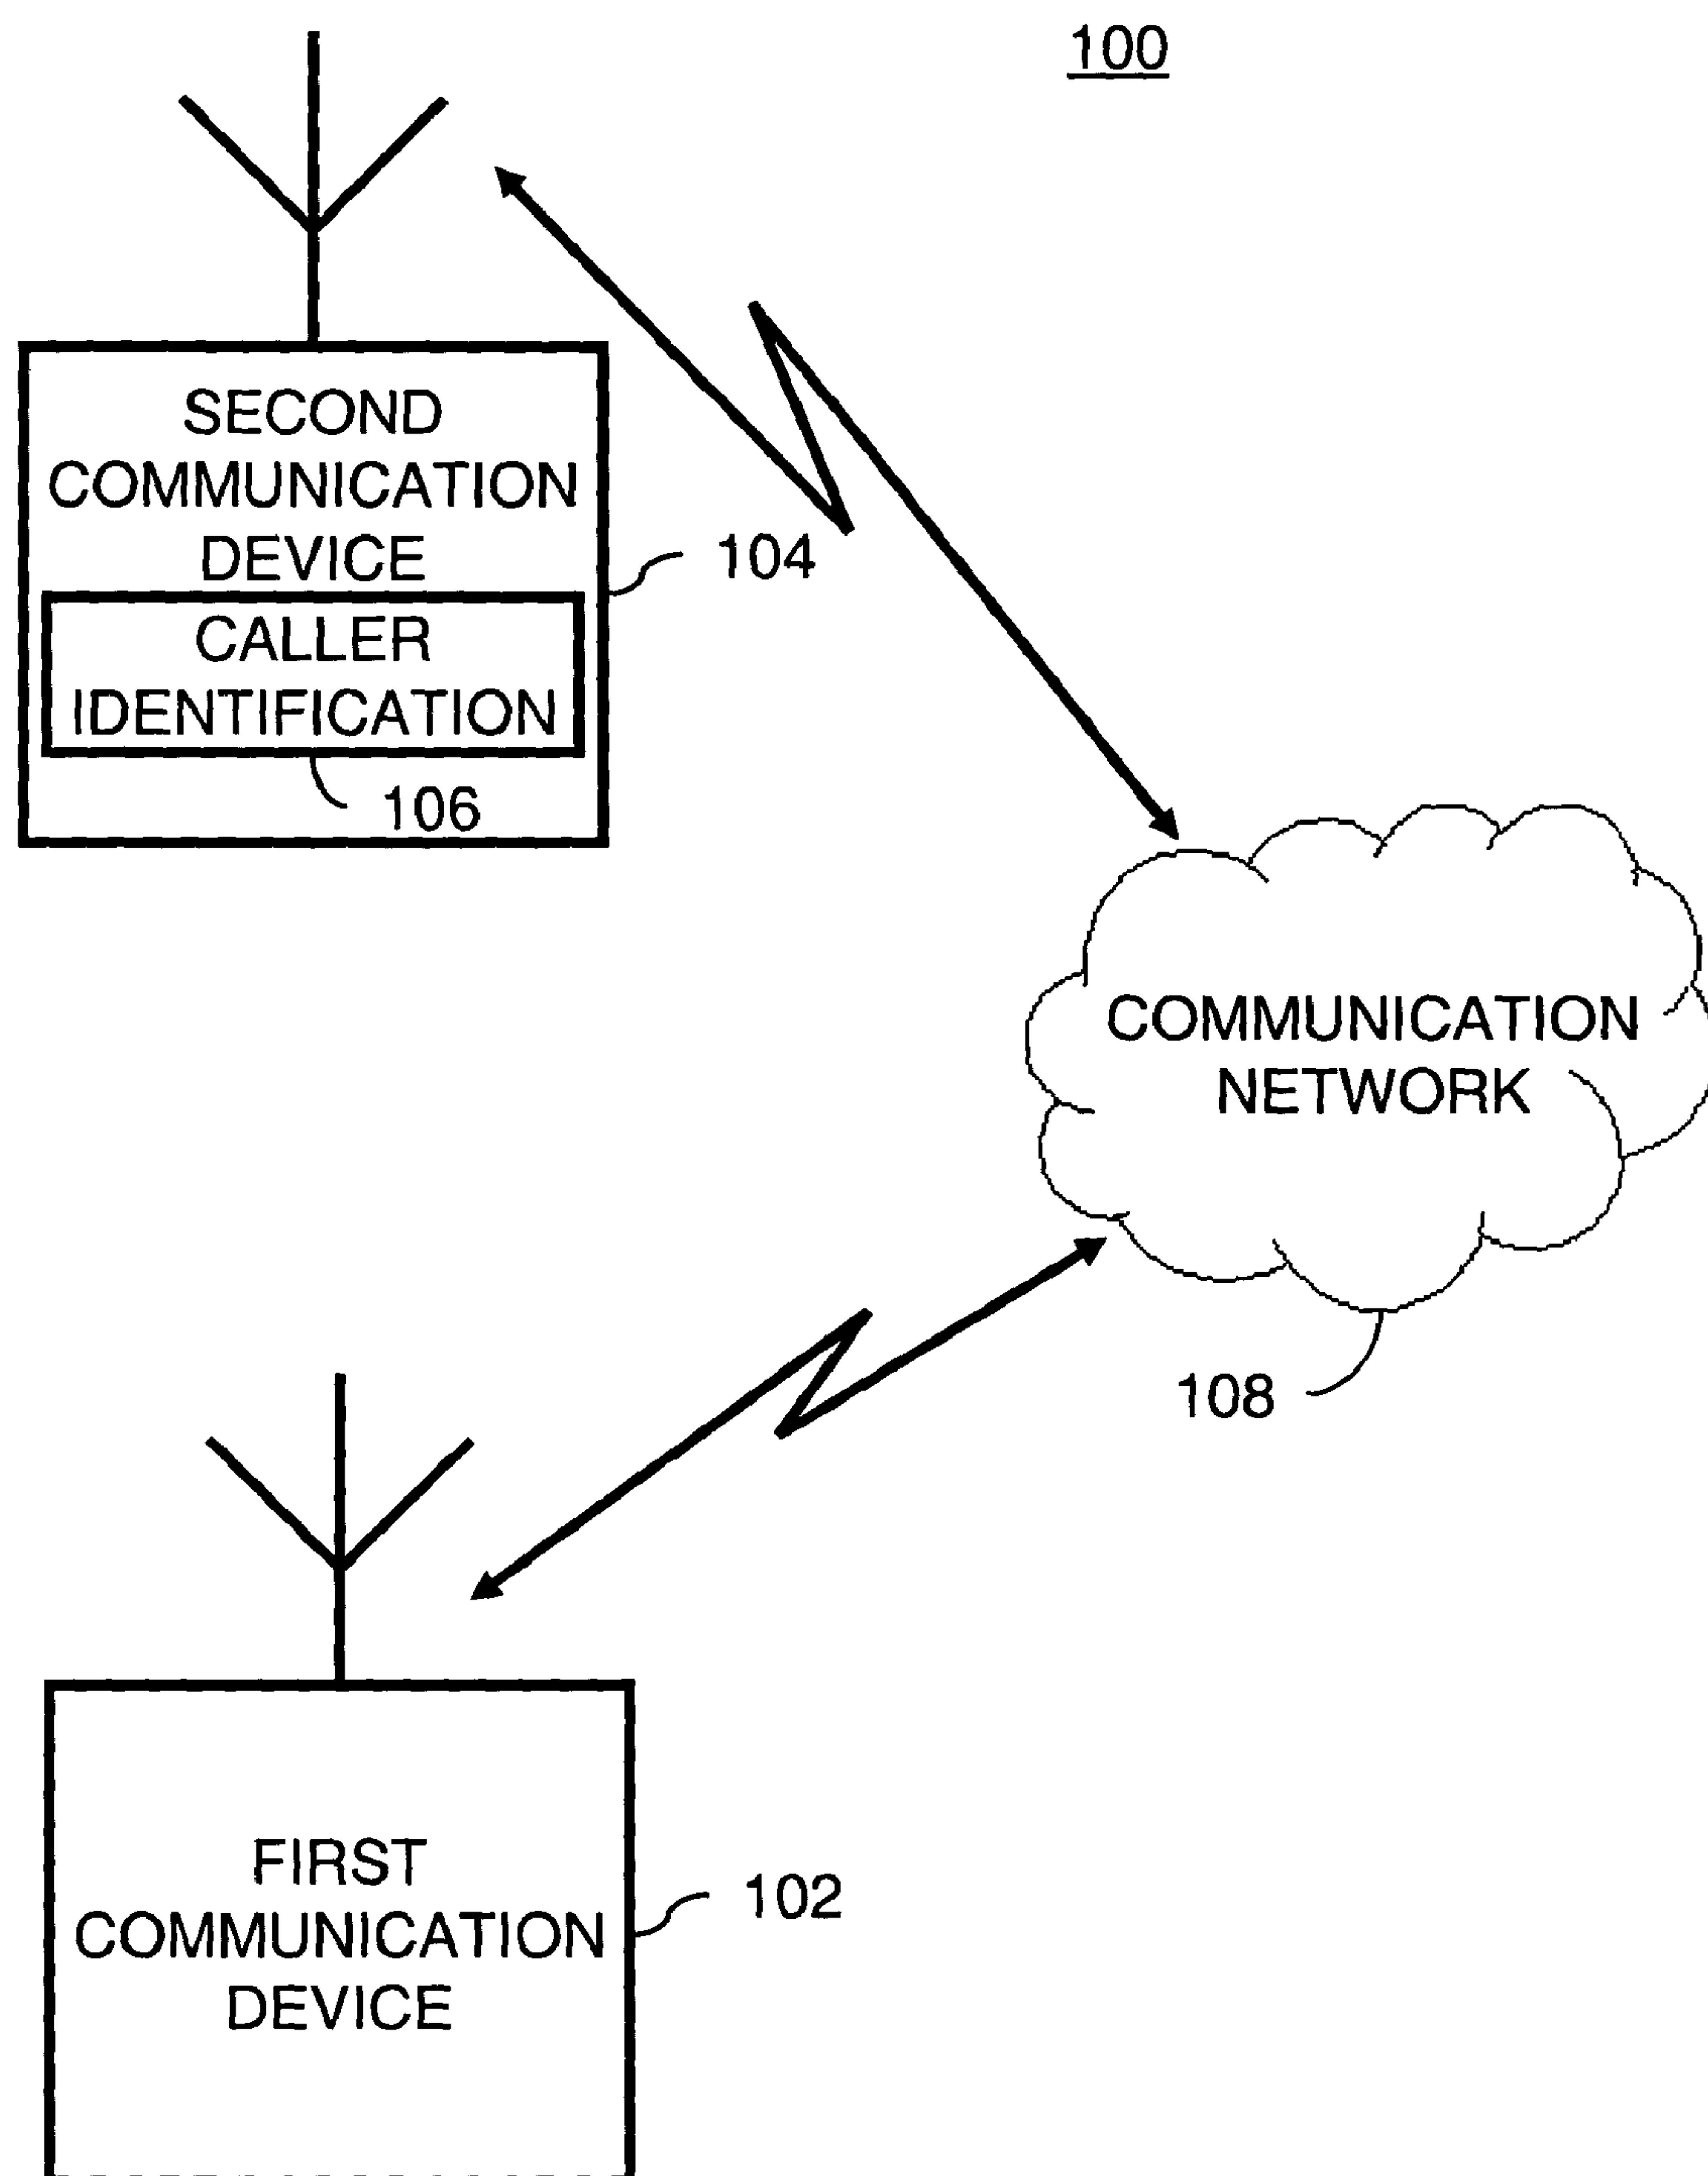 100
SECOND
COMMUNICATION
DEVICE
104
CALLER
IDENTIFICATION
106
COMMUNICATION
NETWORK
108
FIRST
COMMUNICATION
DEVICE
102